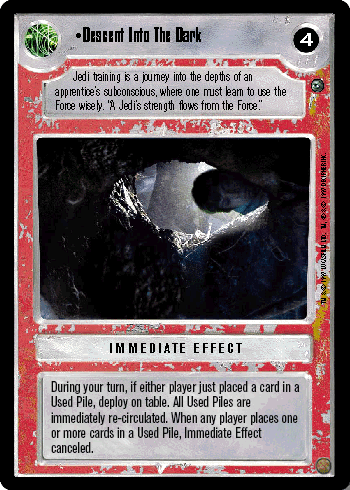 •Descent Into The Dark
4
Jedi training is a journey into the depths of an
apprentice's subconscious, where one must learn to use the
Force wisely. "A Jedi's strength flows from the Force."
IMMEDIATE EFFECT
During your turn, if either player just placed a card in a
Used Pile, deploy on table. All Used Piles are
immediately re-circulated. When any player places
one or more cards in a Used Pile, Immediate Effect
canceled.